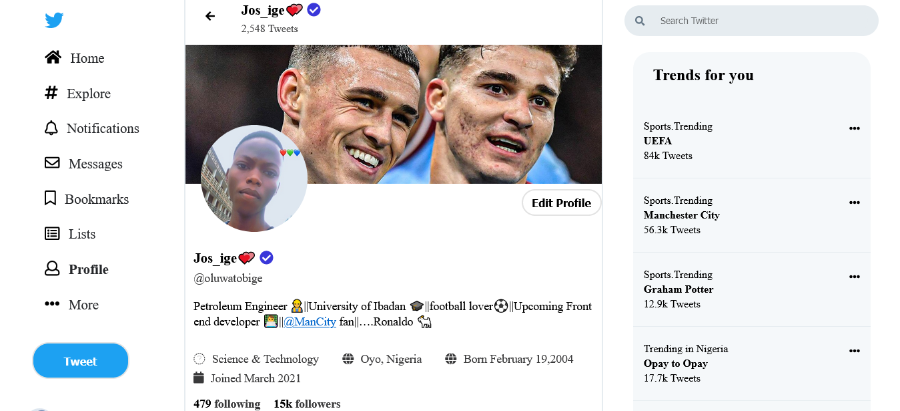 Jos_ige
2,548 Tweets
Search Twitter
Home
Explore
Notifications
Messages
Bookmarks
Lists
Profile
More
Tweet
Edit Profile
Jos_ige
@oluwatobige
Petroleum Engineer ||University of Ibadan ||football lover||Upcoming Front
end developer ||@ManCity fan||....Ronaldo
Science & Technology Oyo, Nigeria Born February 19,2004
Joined March 2021
479 following 15k followers
Trends for you
Sports.Trending
UEFA
84k Tweets
Sports.Trending
Manchester City
56.3k Tweets
Sports.Trending
Graham Potter
12.9k Tweets
Trending in Nigeria
Opay to Opay
17.7k Tweets